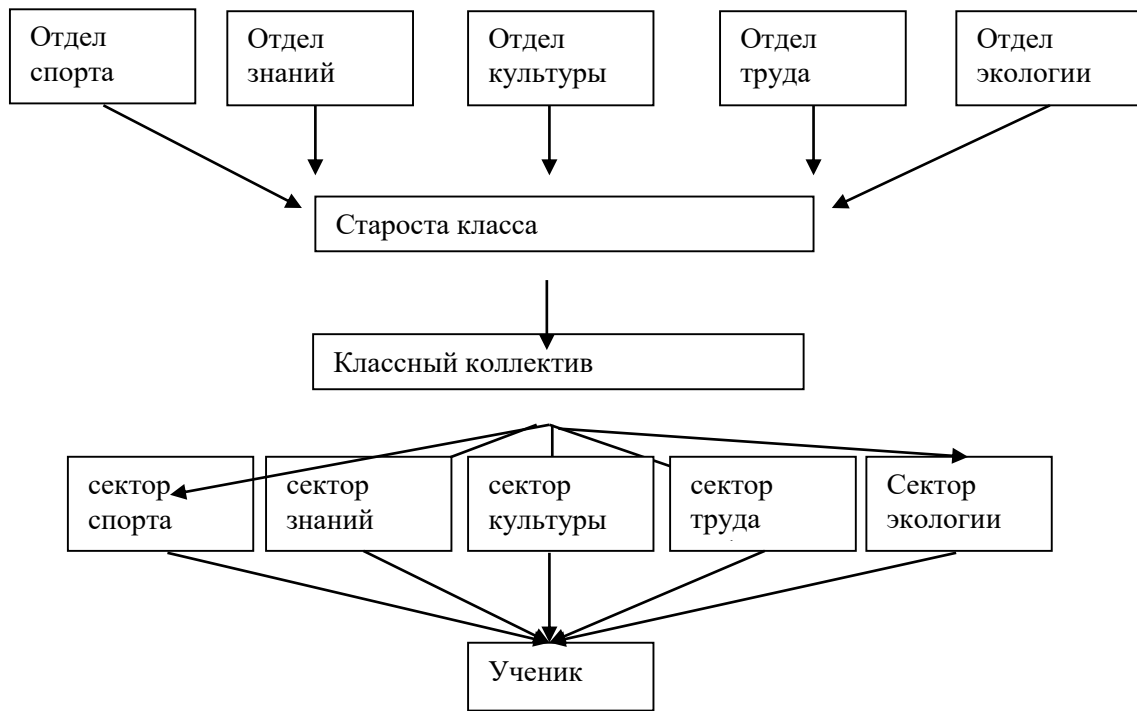 Отдел
спорта
Отдел
знаний
Отдел
культуры
Отдел
труда
Отдел
экологии
Староста класса
Классный коллектив
сектор
спорта
сектор
знаний
сектор
культуры
сектор
труда
Сектор
экологии
Ученик